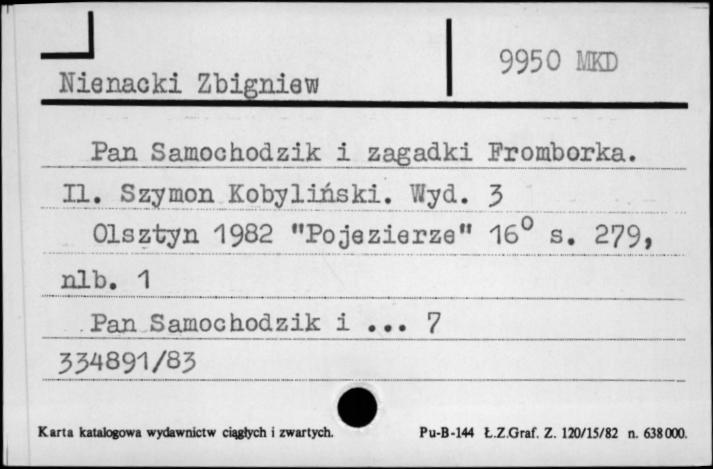 9950 MKD
Nienacki Zbigniew
Pan Samochodzik i zagadki Fromborka.
Il. Szymon Kobyliński. Wyd. 3
Olsztyn 1982 "Pojezierze" 16⁰ s. 279,
nlb. 1
Pan Samochodzik i ... 7
334891/83
Karta katalogowa wydawnictw ciągłych i zwartych.
Pu-B-144 Ł.Z.Graf. Z. 120/15/82 n. 638000.